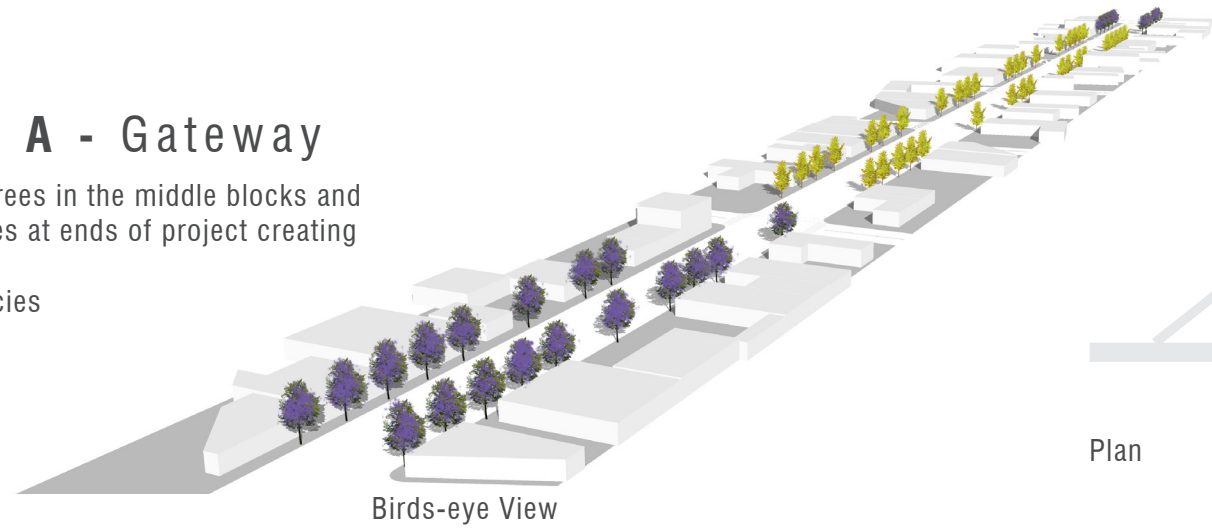 A - Gateway
rees in the middle blocks and
es at ends of project creating
cies
Birds-eye View
Plan